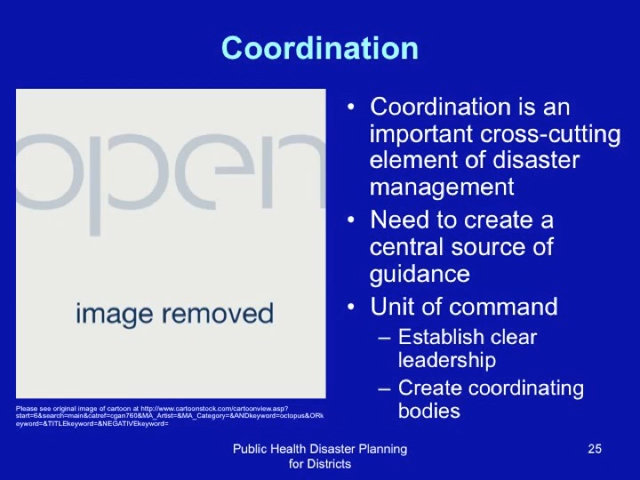 Coordination
open
image removed
Please see original image of cartoon at http://www.cartoonstock.com/cartoonview.asp?
start=6&search=main&catref=cgan760&MA_Artist=&MA_Category=&ANDkeyword=octopus&ORk
eyword=&TITLEkeyword=&NEGATIVEkeyword=
• Coordination is an
important cross-cutting
element of disaster
management
• Need to create a
central source of
guidance
• Unit of command
– Establish clear
leadership
– Create coordinating
bodies
Public Health Disaster Planning
for Districts
25